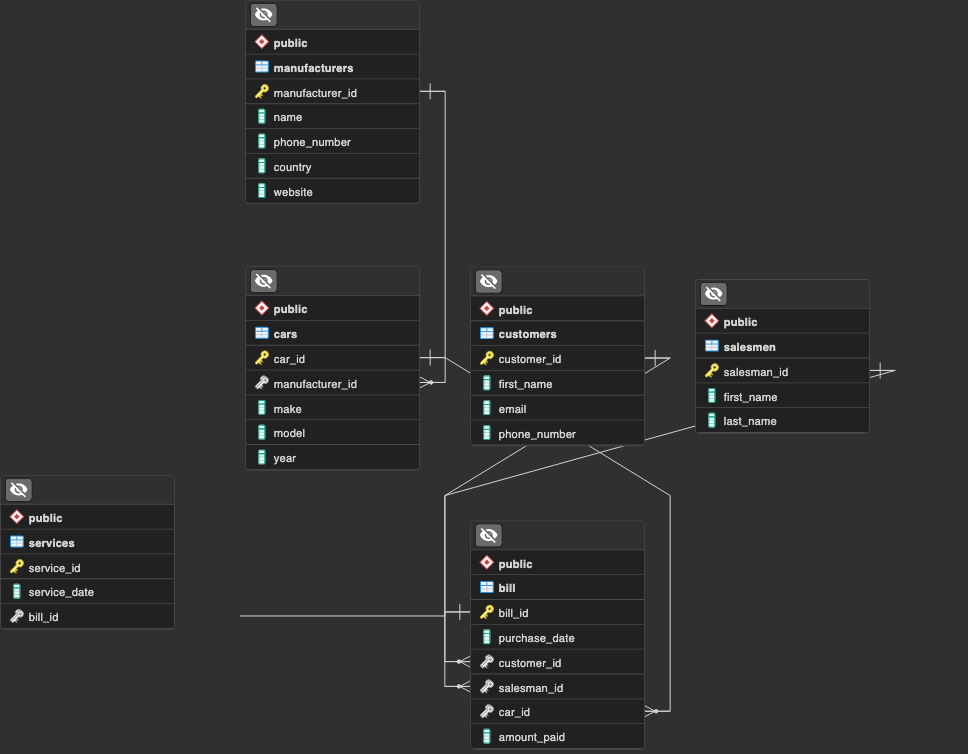 public
manufacturers
manufacturer_id
name
phone_number
country
website
public
cars
car_id
manufacturer_id
make
model
year
public
customers
customer_id
first_name
email
phone_number
public
salesmen
salesman_id
first_name
last_name
public
services
service_id
service_date
bill_id
public
bill
bill_id
purchase_date
customer_id
salesman_id
car_id
amount_paid